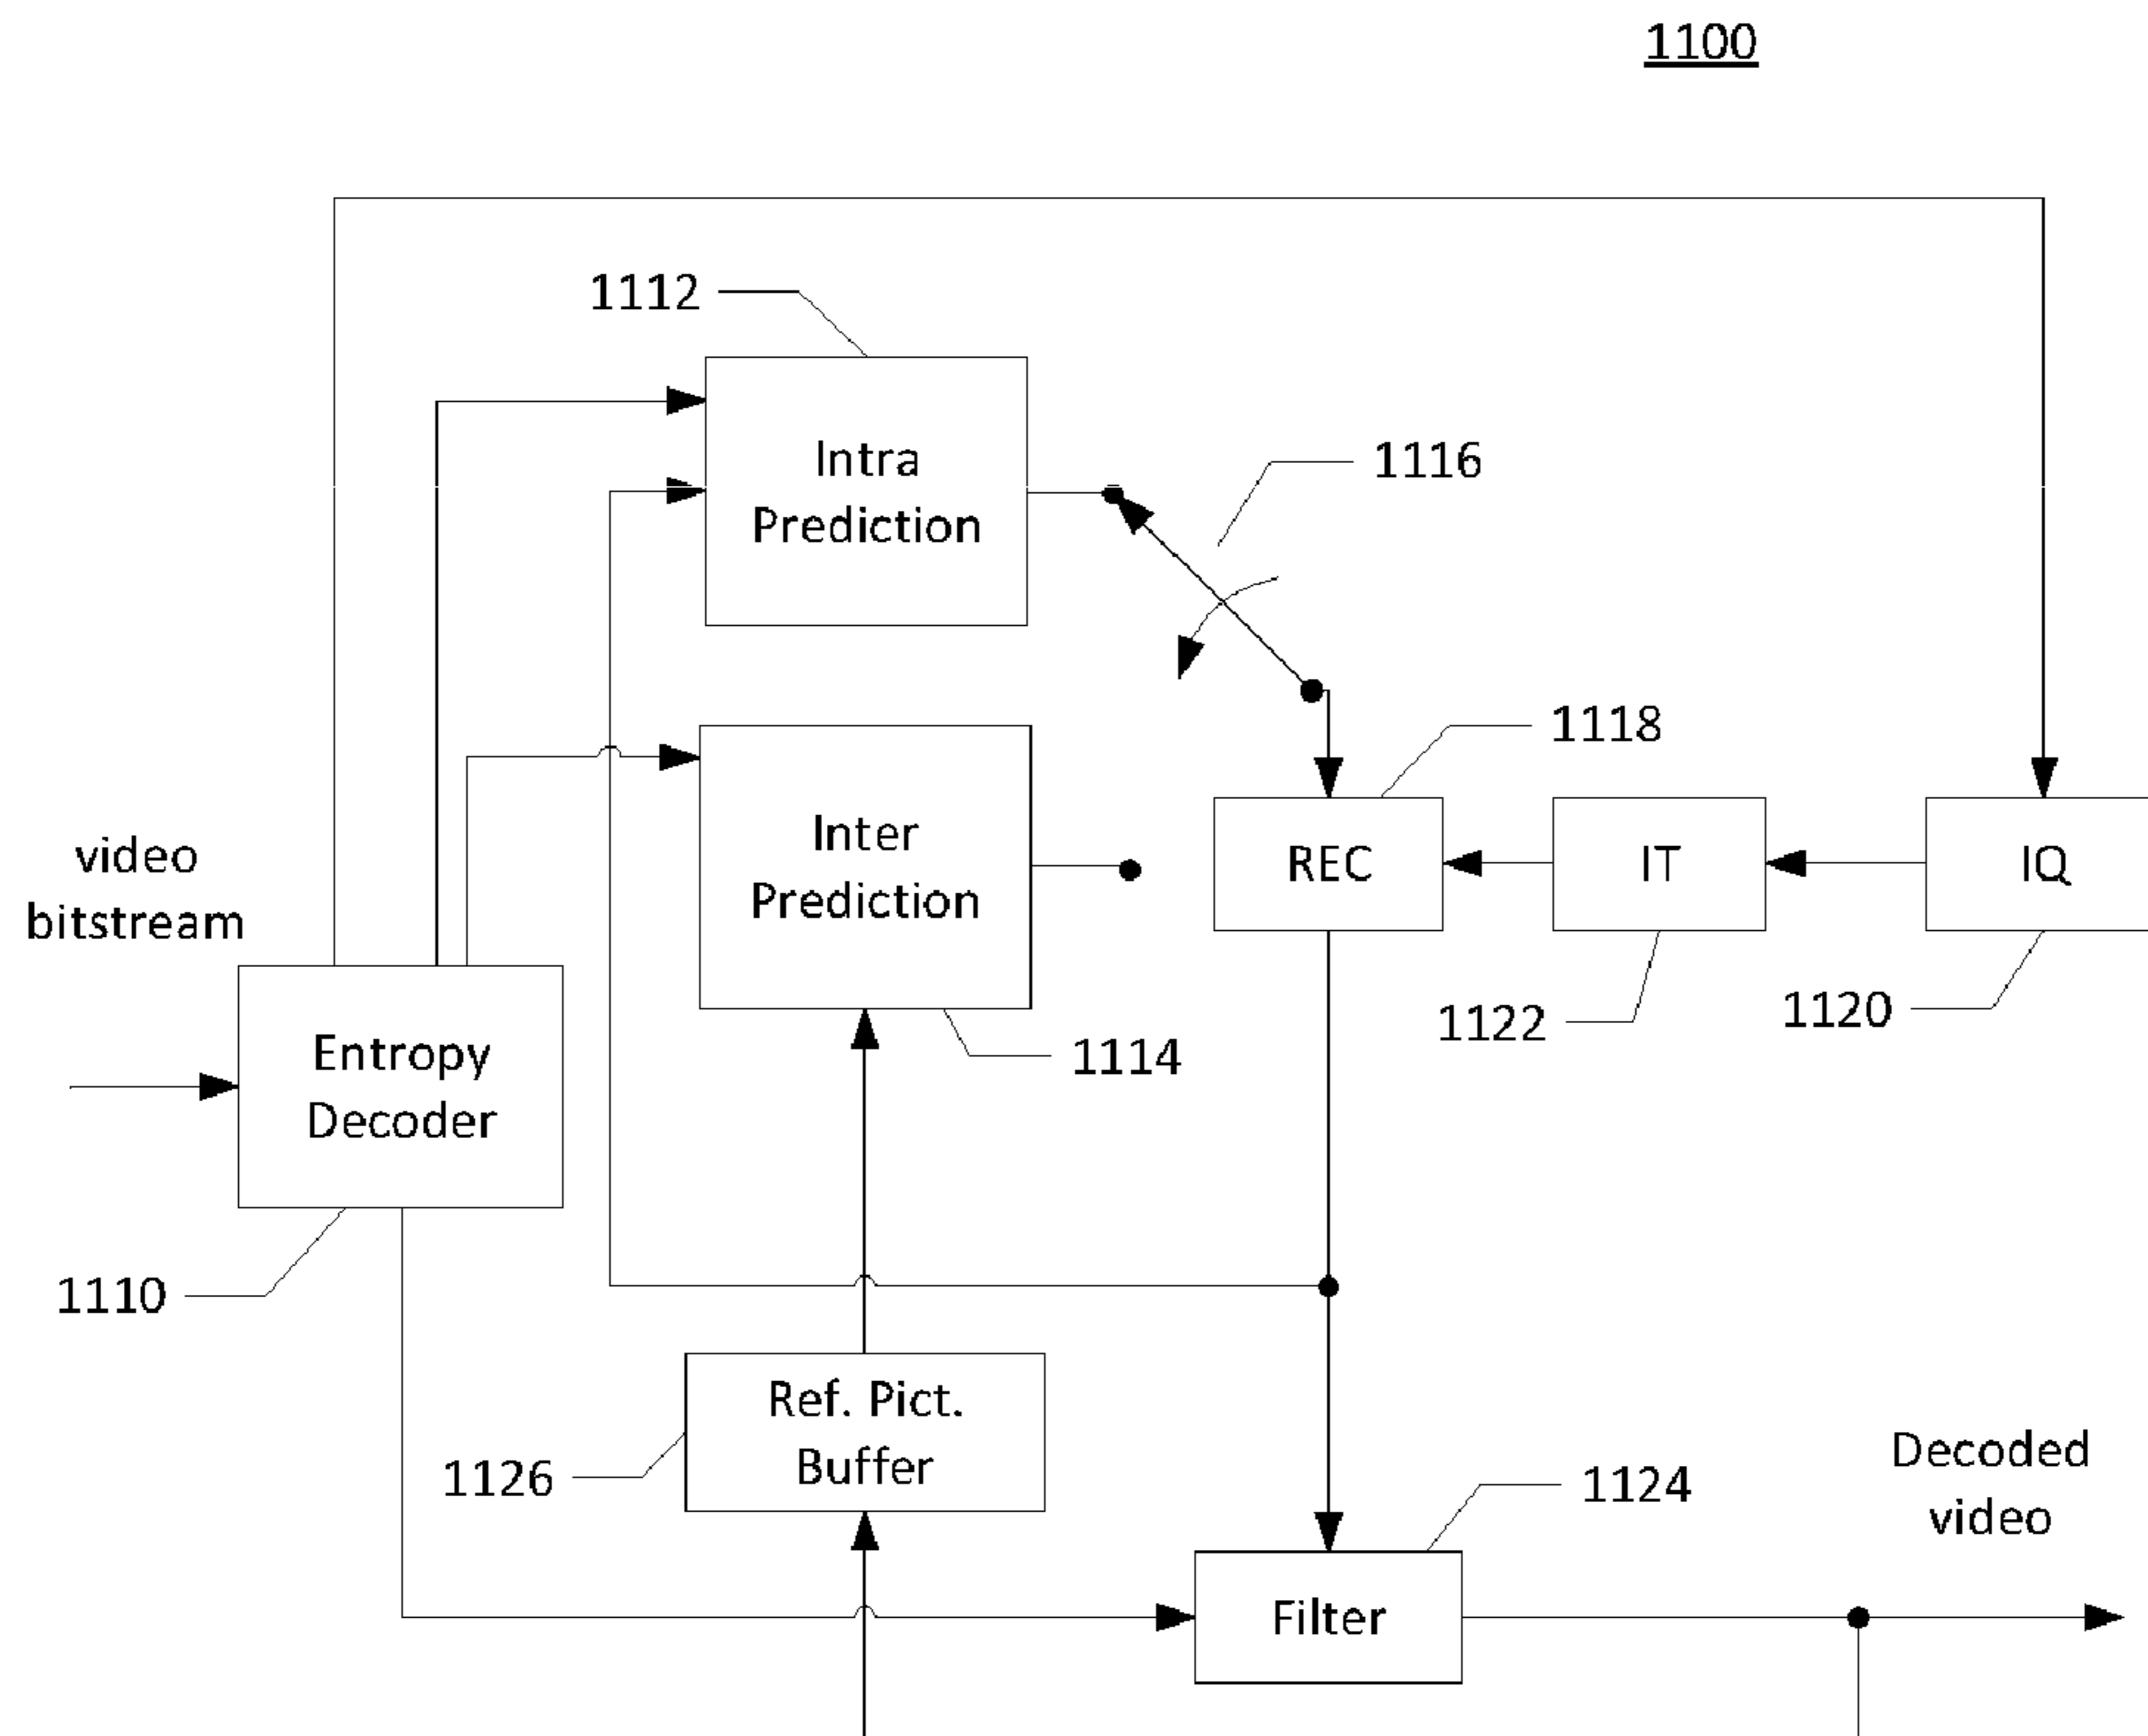 1100
1112
Intra
Prediction
1116
1118
Inter
Prediction
REC
IT
IQ
video
bitstream
1120
1122
1114
Entropy
Decoder
1110
Ref. Pict.
Buffer
1126
1124
Decoded
video
Filter